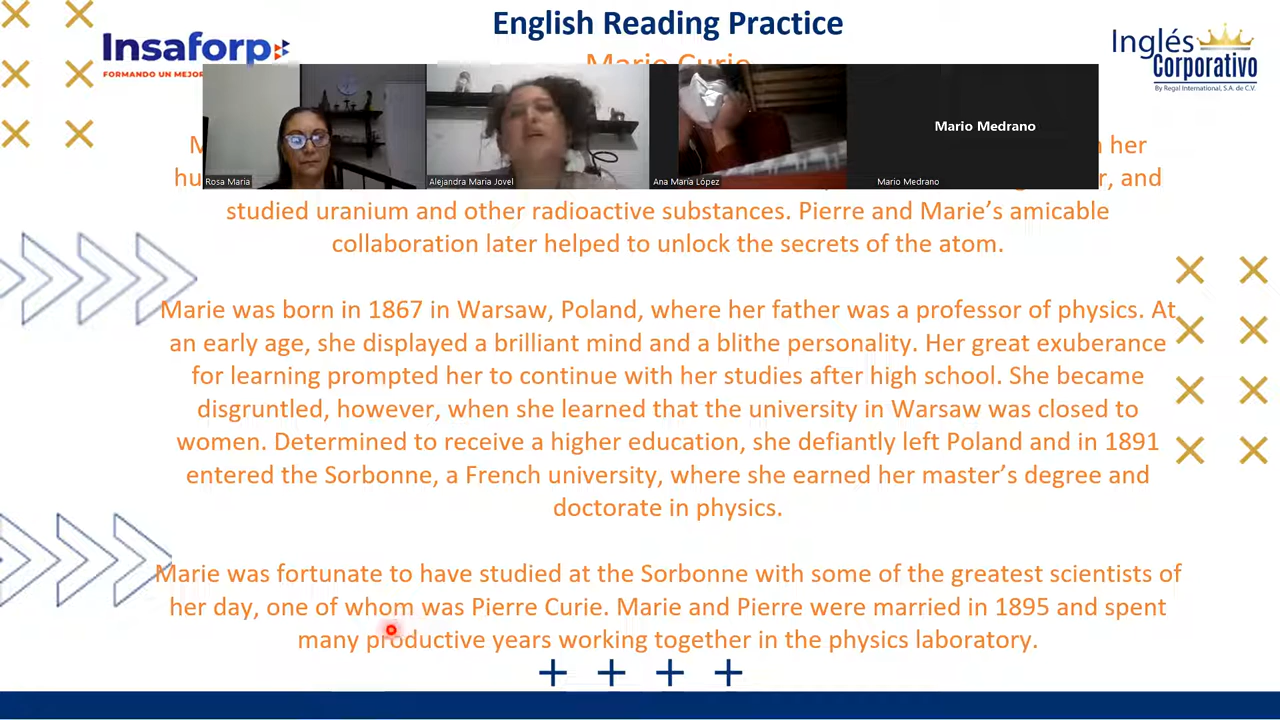 English Reading Practice
Insaforp
FORMANDO UN MEJOR
Inglés
Corporativo
By Regal International, S.A. de C.V.
Marie Curie
Mario Medrano
Rosa Maria
Alejandra Maria Jovel
Ana María López
Mario Medrano
her
and
studied uranium and other radioactive substances. Pierre and Marie’s amicable
collaboration later helped to unlock the secrets of the atom.
Marie was born in 1867 in Warsaw, Poland, where her father was a professor of physics. At
an early age, she displayed a brilliant mind and a blithe personality. Her great exuberance
for learning prompted her to continue with her studies after high school. She became
disgruntled, however, when she learned that the university in Warsaw was closed to
women. Determined to receive a higher education, she defiantly left Poland and in 1891
entered the Sorbonne, a French university, where she earned her master’s degree and
doctorate in physics.
Marie was fortunate to have studied at the Sorbonne with some of the greatest scientists of
her day, one of whom was Pierre Curie. Marie and Pierre were married in 1895 and spent
many productive years working together in the physics laboratory.